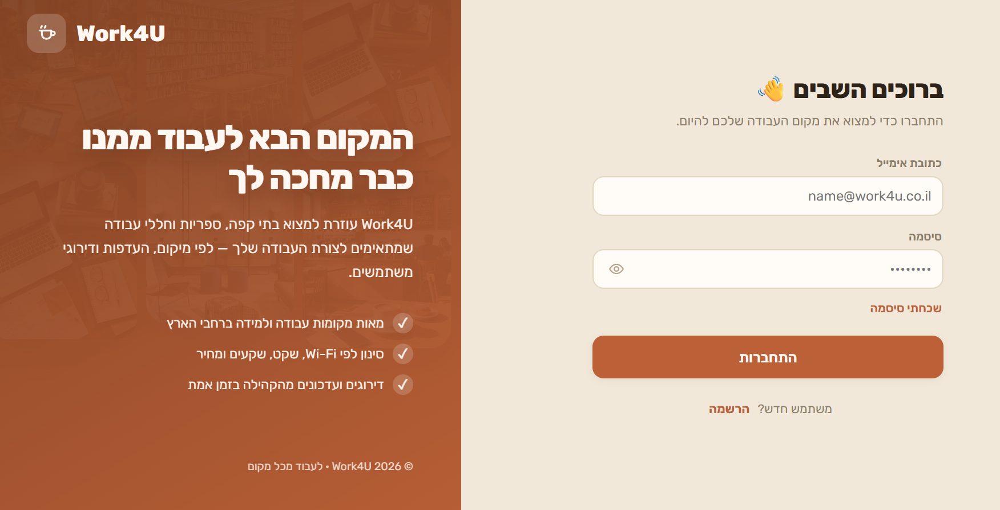 Work4U
המקום הבא לעבוד ממנו
כבר מחכה לך
Work4U עוזרת למצוא בתי קפה, ספריות וחללי עבודה
שמתאימים לצורת העבודה שלך – לפי מיקום, העדפות ודירוגי
משתמשים.
✓ מאות מקומות עבודה ולמידה ברחבי הארץ
✓ סינון לפי Wi-Fi, שקט, שקעים ומחיר
✓ דירוגים ועדכונים מהקהילה בזמן אמת
© 2026 Work4U • לעבוד מכל מקום
ברוכים השבים 👋
התחברו כדי למצוא את מקום העבודה שלכם להיום.
כתובת אימייל
name@work4u.co.il
סיסמה
••••••••
שכחתי סיסמה
התחברות
משתמש חדש? הרשמה